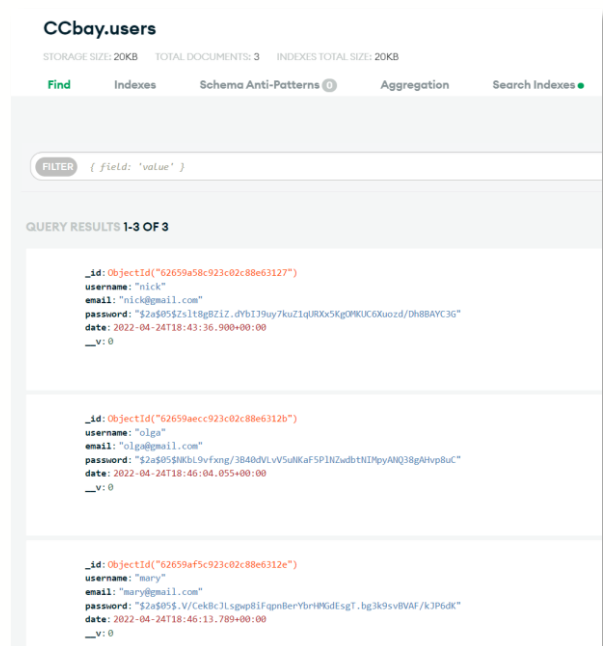 CCbay.users
STORAGE SIZE: 20KB TOTAL DOCUMENTS: 3 INDEXES TOTAL SIZE: 20KB
Find Indexes Schema Anti-Patterns 0 Aggregation Search Indexes
FILTER { field: 'value' }
QUERY RESULTS 1-3 OF 3
_id: ObjectId("62659a58c923c02c88e63127")
username: "nick"
email: "nick@gmail.com"
password: "$2a$05$Zslt8gBZiZ.dYbIJ9uy7kuZ1qURXx5KgOMKUC6Xuozd/Dh8BAYC3G"
date: 2022-04-24T18:43:36.900+00:00
__v: 0
_id: ObjectId("62659aecc923c02c88e6312b")
username: "olga"
email: "olga@gmail.com"
password: "$2a$05$NKbL9vfxng/3B40dVLvV5uNKaF5PlNZwdbtNIMpyANQ38gAHvp8uC"
date: 2022-04-24T18:46:04.055+00:00
__v: 0
_id: ObjectId("62659af5c923c02c88e6312e")
username: "mary"
email: "mary@gmail.com"
password: "$2a$05$.V/CekBcJLsgwp8iFqpnBerYbrHMGdEsgT.bg3k9svBVAF/kJP6dK"
date: 2022-04-24T18:46:13.789+00:00
__v: 0